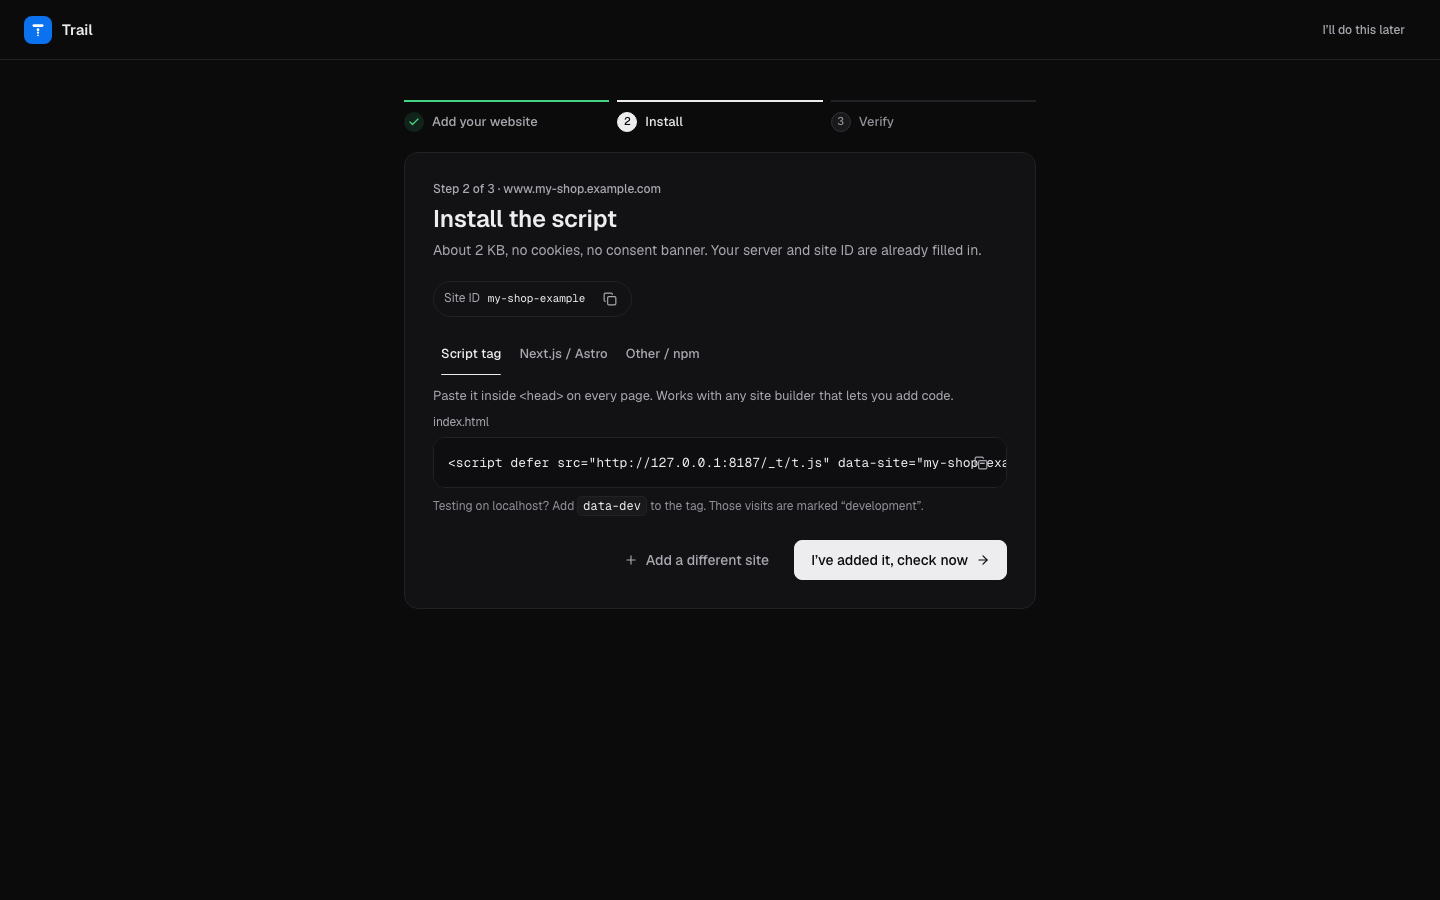 Trail
I'll do this later
Add your website
2 Install
3 Verify
Step 2 of 3 · www.my-shop.example.com
Install the script
About 2 KB, no cookies, no consent banner. Your server and site ID are already filled in.
Site ID my-shop-example
Script tag Next.js / Astro Other / npm
Paste it inside <head> on every page. Works with any site builder that lets you add code.
index.html
<script defer src="http://127.0.0.1:8187/_t/t.js" data-site="my-shop-exa
Testing on localhost? Add data-dev to the tag. Those visits are marked “development”.
Add a different site
I’ve added it, check now